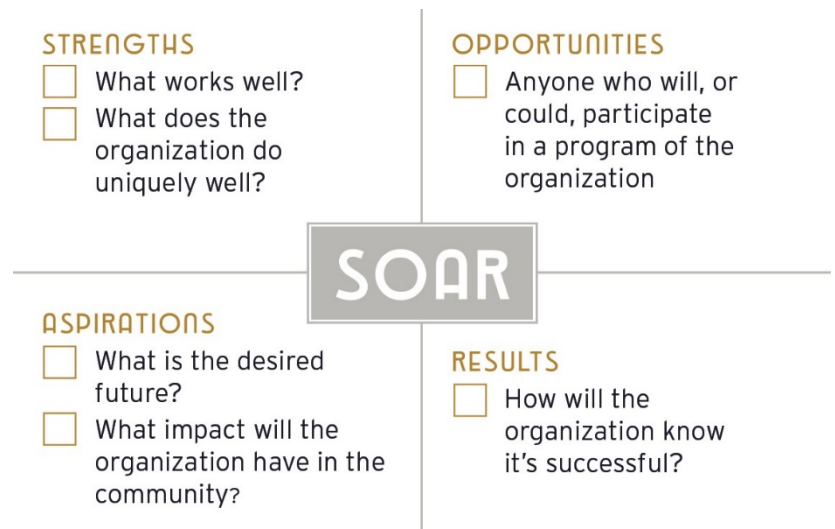 STRENGTHS
What works well?
What does the
organization do
uniquely well?
OPPORTUNITIES
Anyone who will, or
could, participate
in a program of the
organization
SOAR
ASPIRATIONS
What is the desired
future?
What impact will the
organization have in the
community?
RESULTS
How will the
organization know
it's successful?